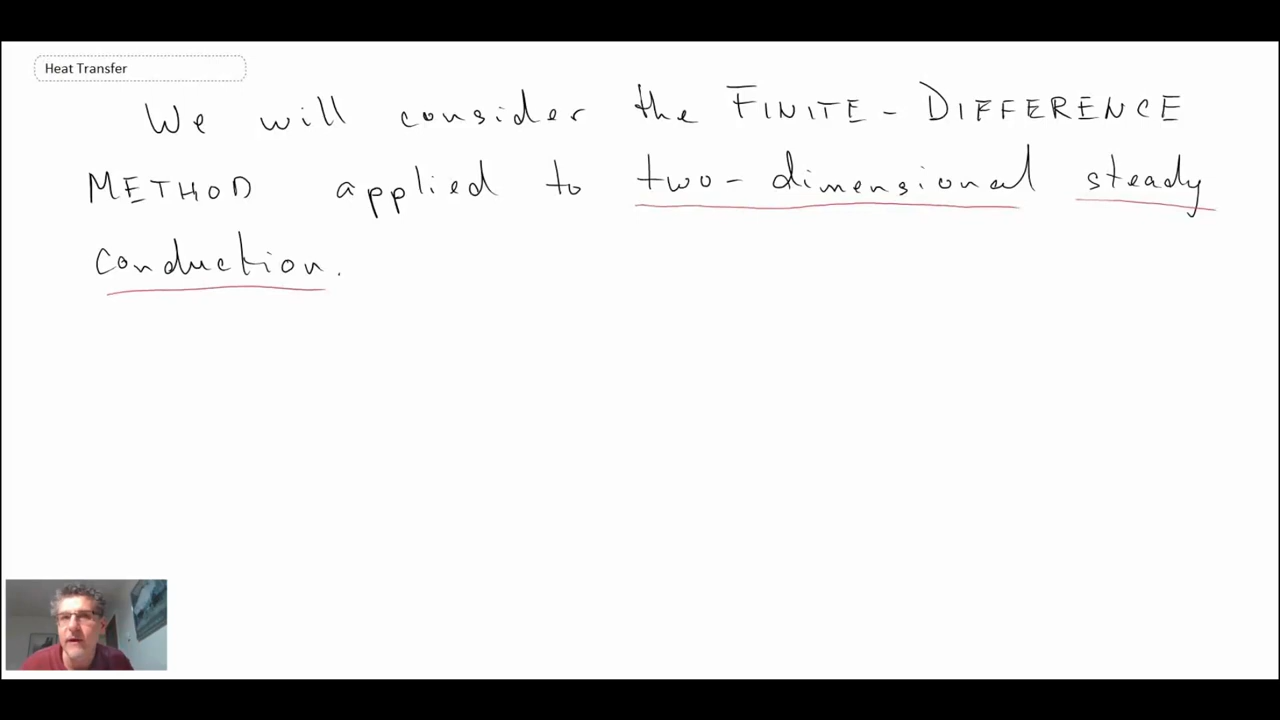 Heat Transfer
We will consider the FINITE-DIFFERENCE
METHOD applied to two-dimensional steady
conduction.